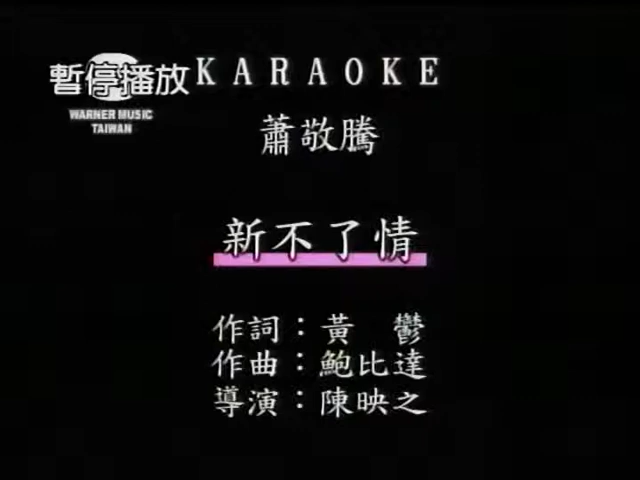 暫停播放
KARAOKE
WARNER MUSIC
TAIWAN
蕭敬騰
新不了情
作詞：黃　鬱
作曲：鮑比達
導演：陳映之